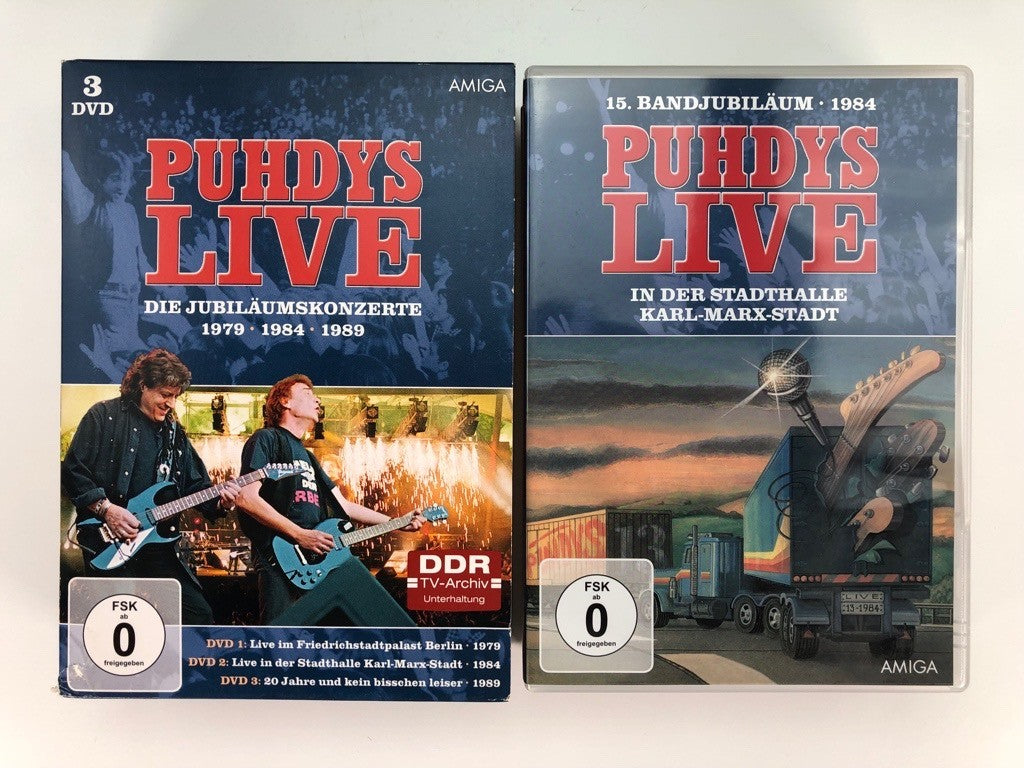 3
DVD
AMIGA
PUHDYS
LIVE
DIE JUBILÄUMSKONZERTE
1979 · 1984 · 1989
DDR
TV-Archiv
Unterhaltung
FSK
ab
0
freigegeben
DVD 1: Live im Friedrichstadtpalast Berlin · 1979
DVD 2: Live in der Stadthalle Karl-Marx-Stadt · 1984
DVD 3: 20 Jahre und kein bisschen leiser · 1989
15. BANDJUBILÄUM · 1984
PUHDYS
LIVE
IN DER STADTHALLE
KARL-MARX-STADT
13
LIVE
13-1984
FSK
ab
0
freigegeben
AMIGA